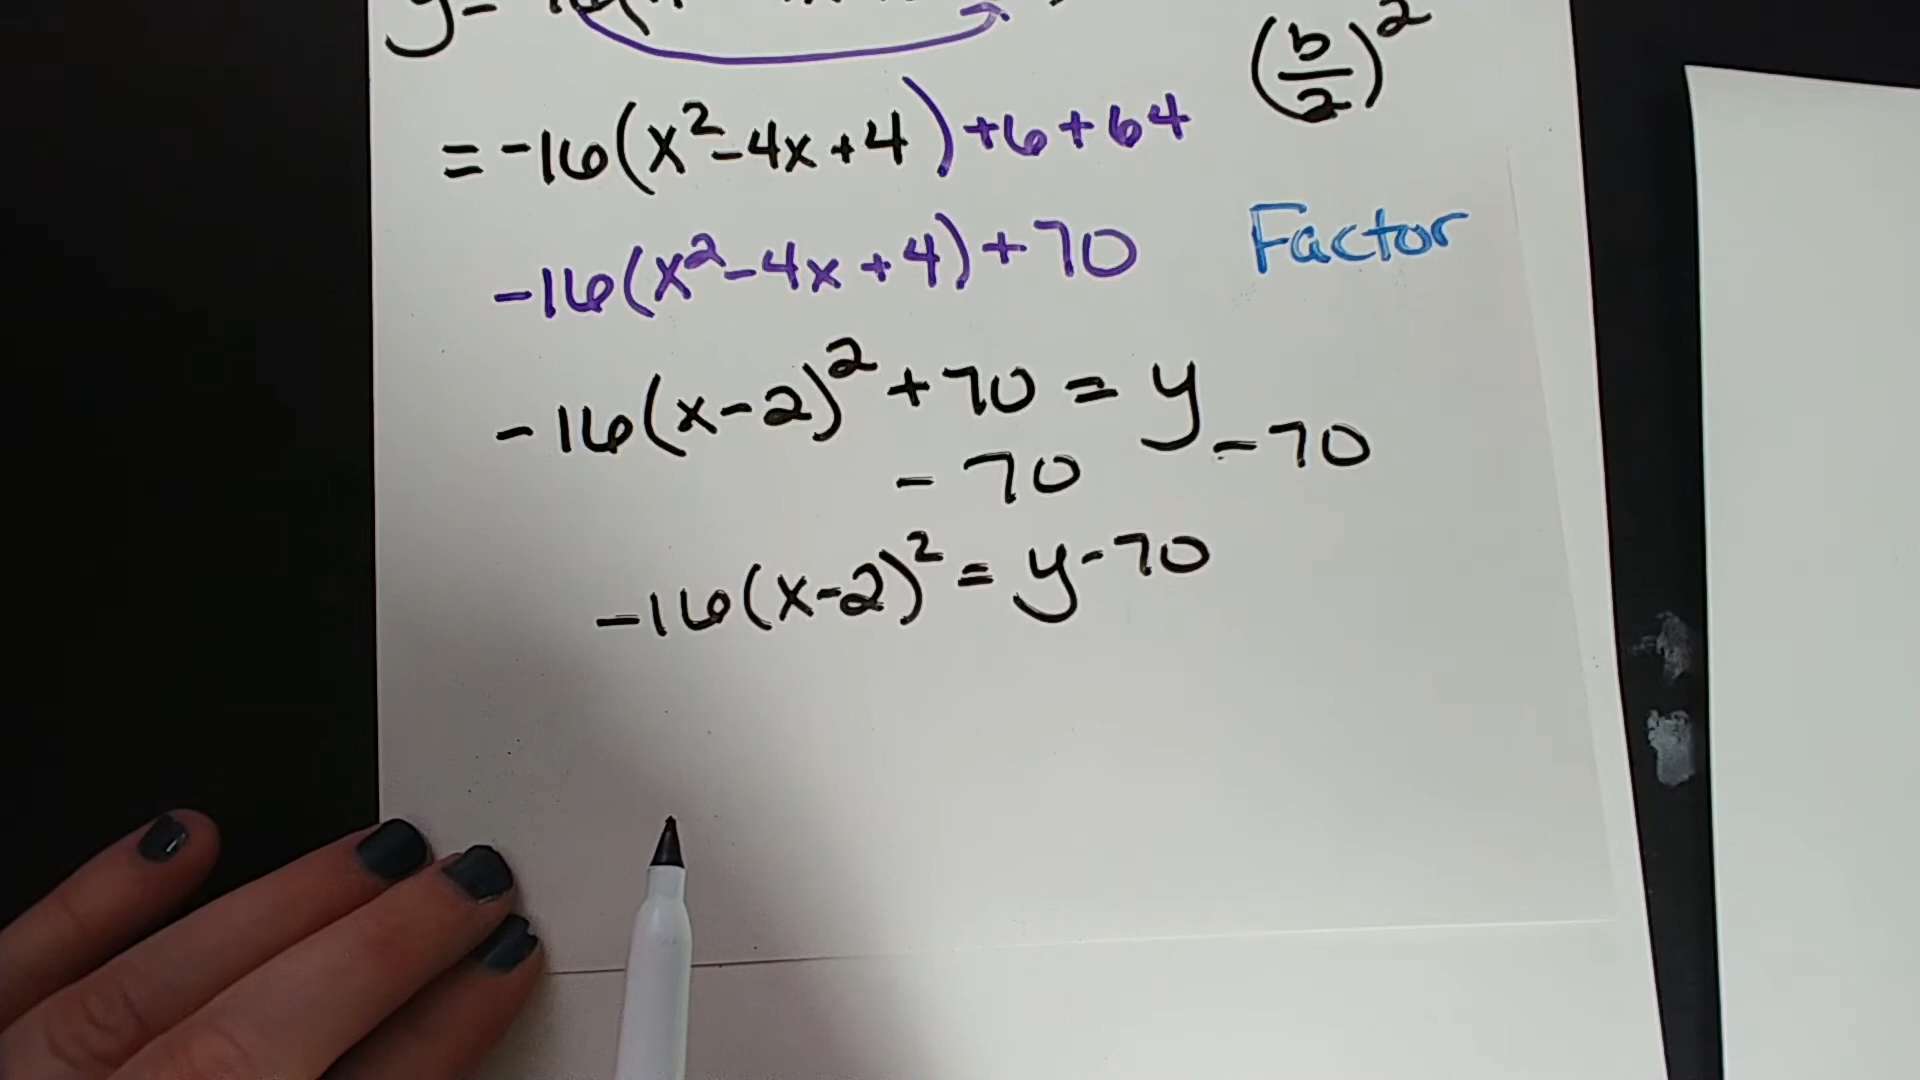 y=
(b/2)²
=-16(x²-4x+4)+6+64
-16(x²-4x+4)+70
Factor
-16(x-2)²+70=y
-70 -70
-16(x-2)²=y-70